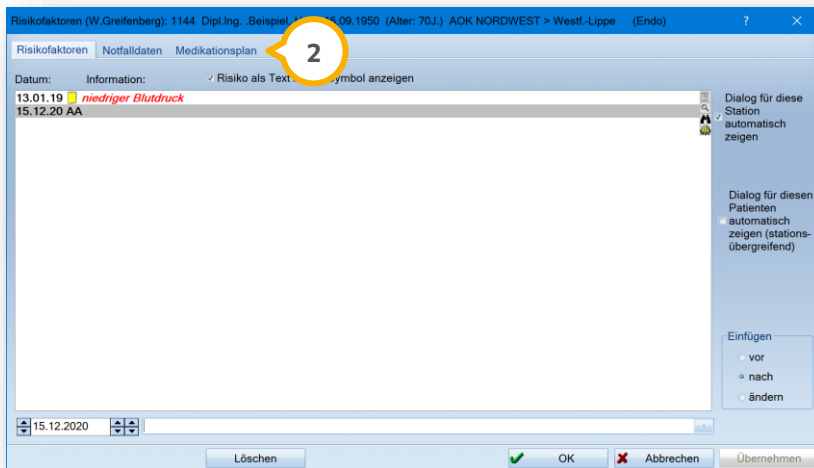 Risikofaktoren (W.Greifenberg): 1144 Dipl.Ing. .Beispiel, .09.1950 (Alter: 70J.) AOK NORDWEST > Westf.-Lippe (Endo) ?
Risikofaktoren Notfalldaten Medikationsplan
2
Datum: Information: Risiko als Text ymbol anzeigen
13.01.19 niedriger Blutdruck
15.12.20 AA
Dialog für diese
Station
automatisch
zeigen
Dialog für diesen
Patienten
automatisch
zeigen (stations-
übergreifend)
Einfügen
vor
nach
ändern
15.12.2020
Löschen OK Abbrechen Übernehmen